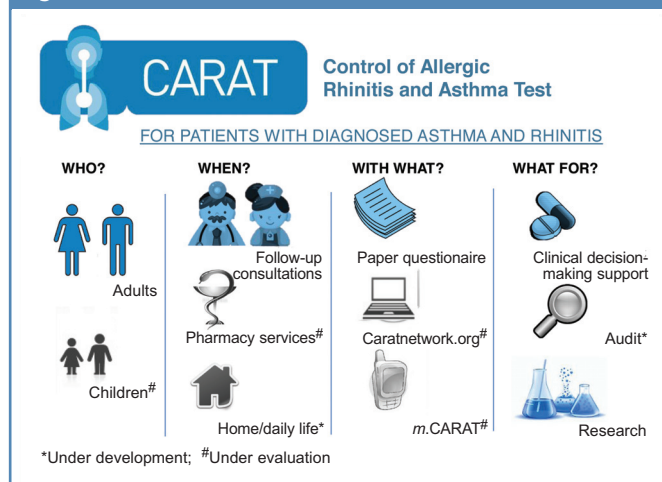 CARAT
Control of Allergic
Rhinitis and Asthma Test
FOR PATIENTS WITH DIAGNOSED ASTHMA AND RHINITIS
WHO?
Adults
Children#
WHEN?
Follow-up
consultations
Pharmacy services#
Home/daily life*
WITH WHAT?
Paper questionaire
Caratnetwork.org#
m.CARAT#
WHAT FOR?
Clinical decision-
making support
Audit*
Research
*Under development; #Under evaluation